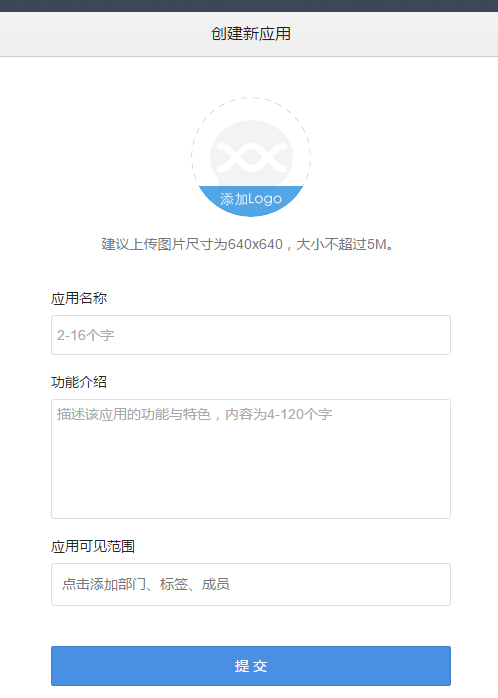 创建新应用
添加Logo
建议上传图片尺寸为640x640，大小不超过5M。
应用名称
2-16个字
功能介绍
描述该应用的功能与特色，内容为4-120个字
应用可见范围
点击添加部门、标签、成员
提 交